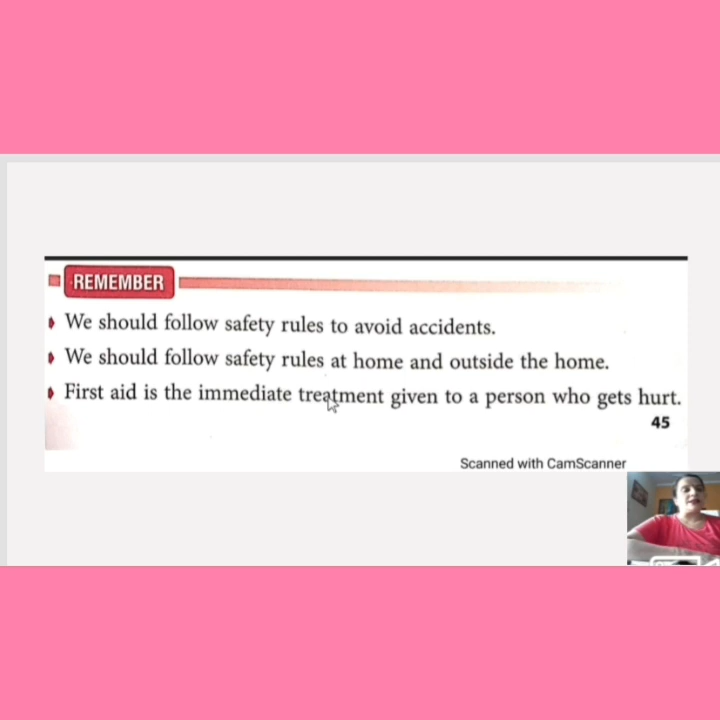 REMEMBER
We should follow safety rules to avoid accidents.
We should follow safety rules at home and outside the home.
First aid is the immediate treatment given to a person who gets hurt.
45
Scanned with CamScanner